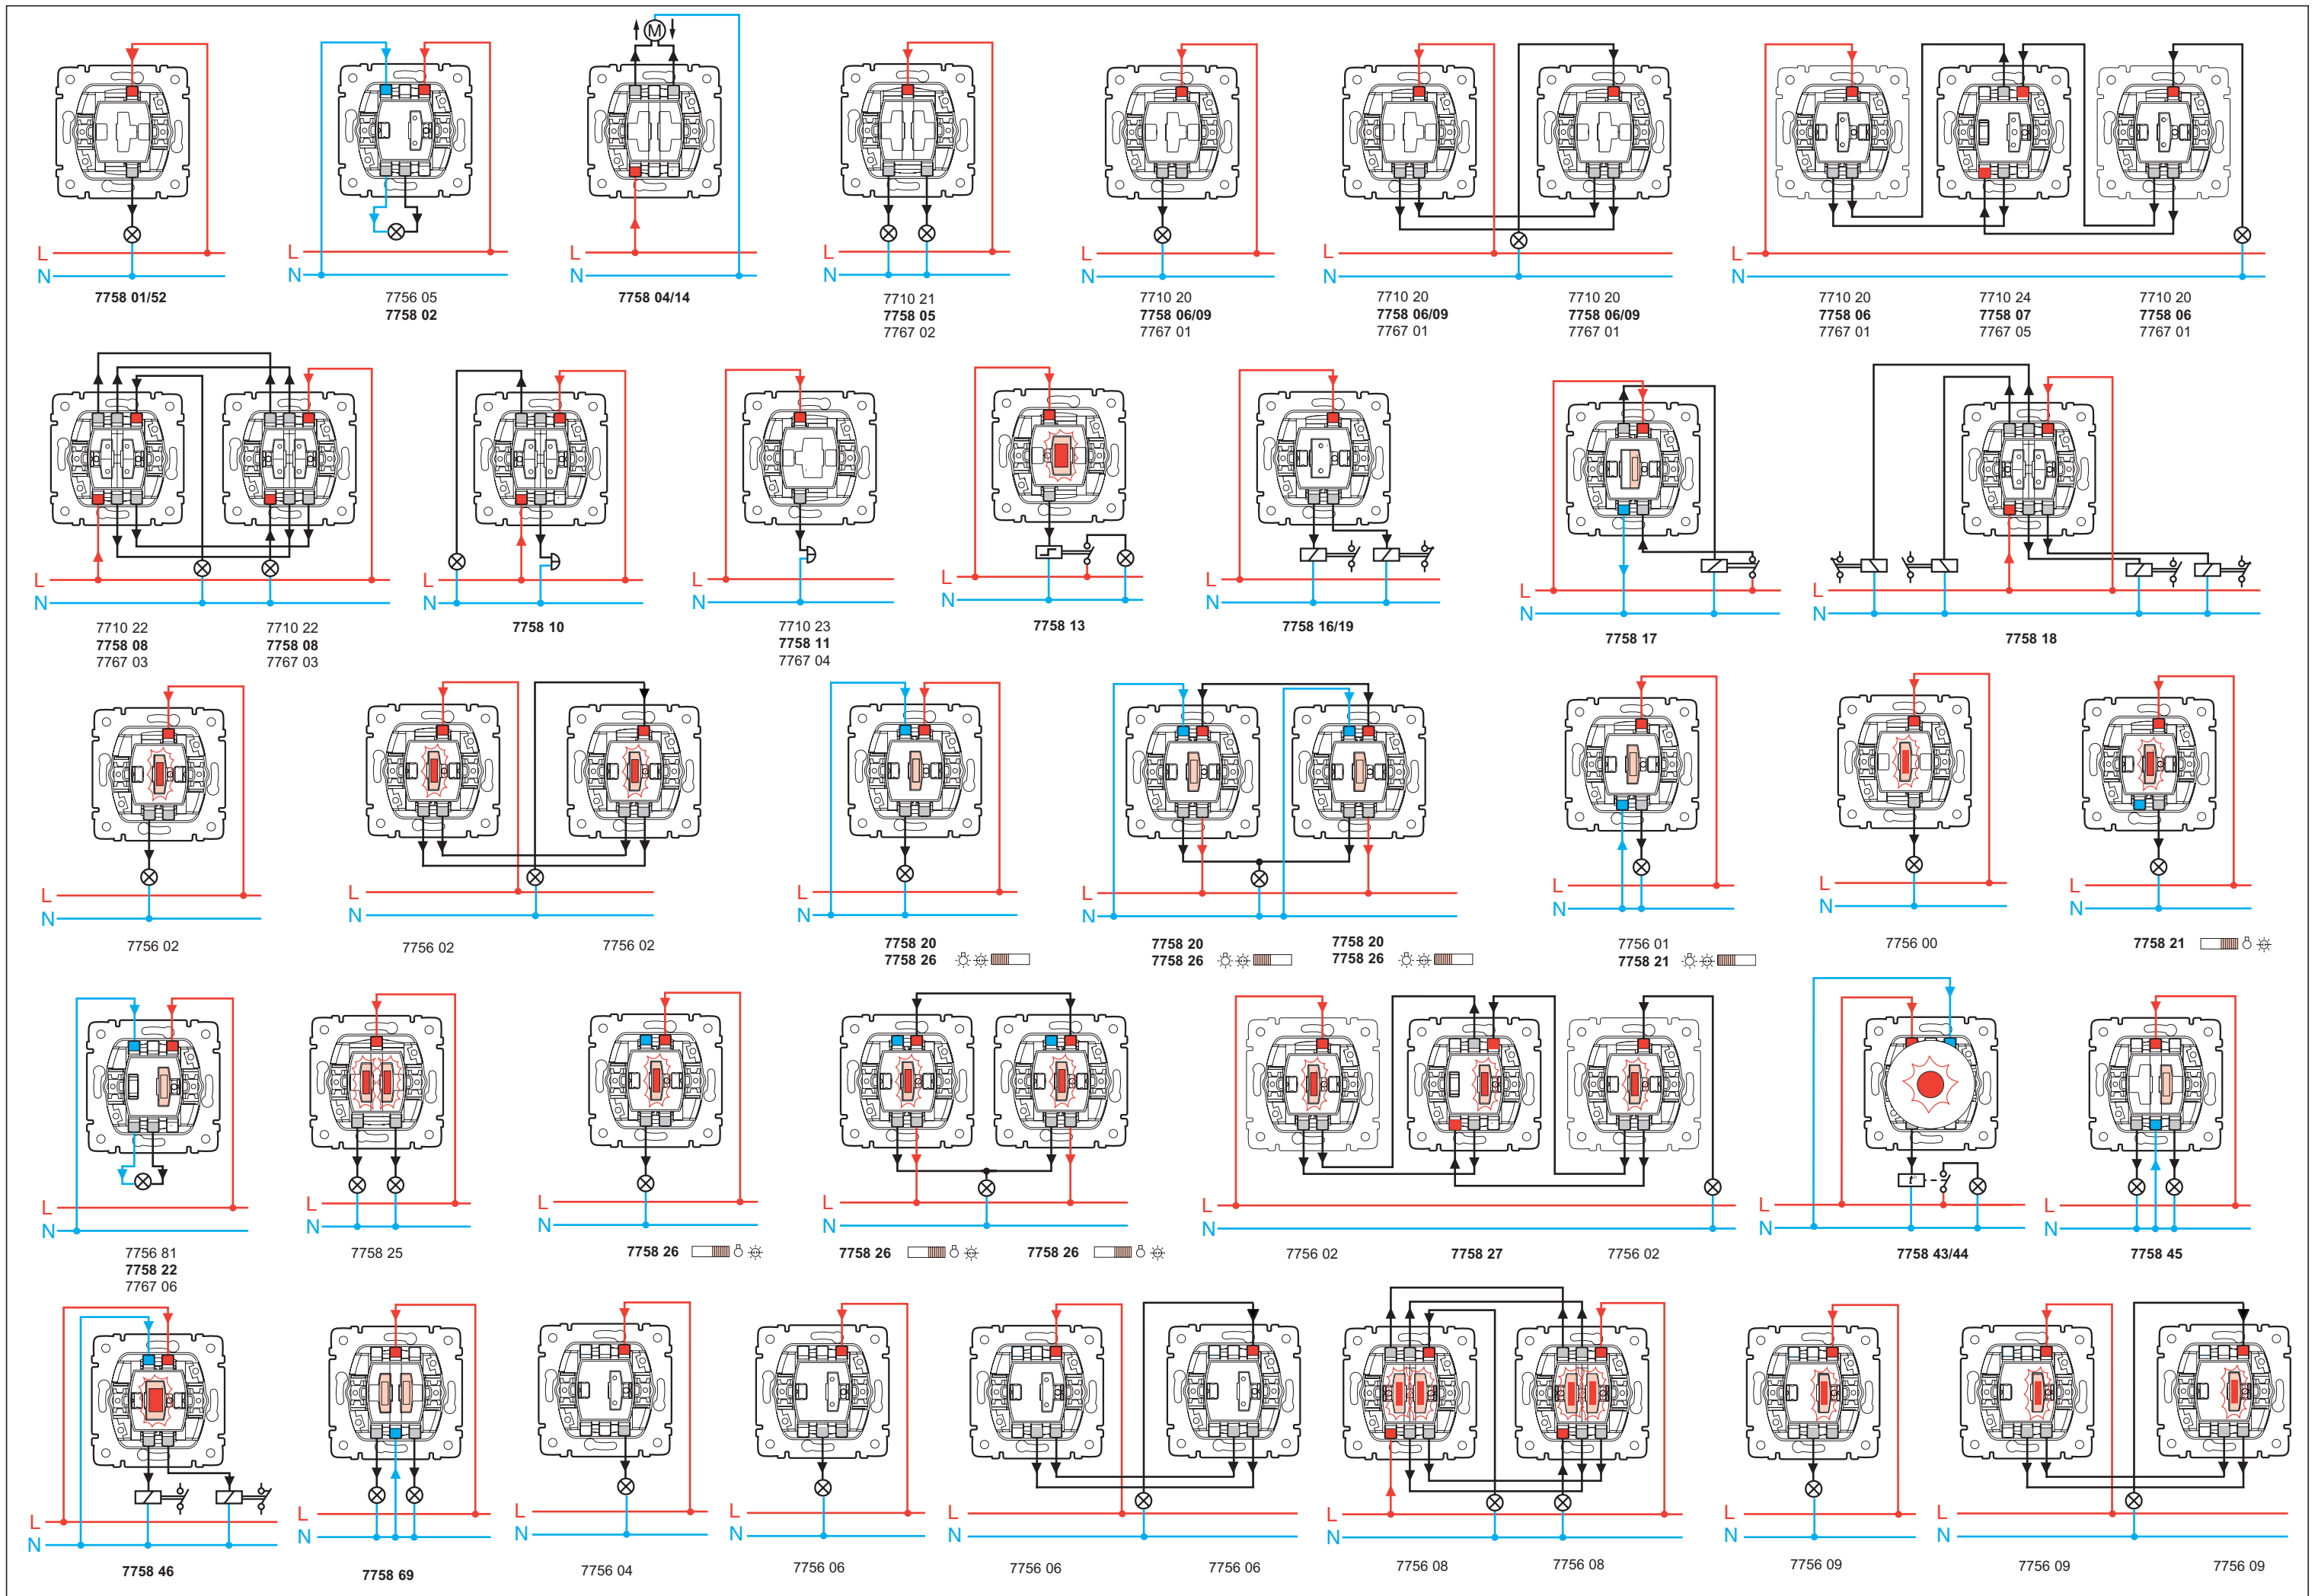 M
L
N
7758 01/52
L
N
7756 05
7758 02
L
N
7758 04/14
L
N
7710 21
7758 05
7767 02
L
N
7710 20
7758 06/09
7767 01
L
N
7710 20
7758 06/09
7767 01
7710 20
7758 06/09
7767 01
L
N
7710 20
7758 06
7767 01
7710 24
7758 07
7767 05
7710 20
7758 06
7767 01
L
N
7710 22
7758 08
7767 03
7710 22
7758 08
7767 03
L
N
7758 10
L
N
7710 23
7758 11
7767 04
L
N
7758 13
L
N
7758 16/19
L
N
7758 17
L
N
7758 18
L
N
7756 02
L
N
7756 02
7756 02
L
N
7758 20
7758 26
L
N
7758 20
7758 26
7758 20
7758 26
L
N
7756 01
7758 21
L
N
7756 00
L
N
7758 21
L
N
7756 81
7758 22
7767 06
L
N
7758 25
L
N
7758 26
L
N
7758 26
7758 26
L
N
7756 02
7758 27
7756 02
t°
L
N
7758 43/44
L
N
7758 45
L
N
7758 46
L
N
7758 69
L
N
7756 04
L
N
7756 06
L
N
7756 06
7756 06
L
N
7756 08
7756 08
L
N
7756 09
L
N
7756 09
7756 09